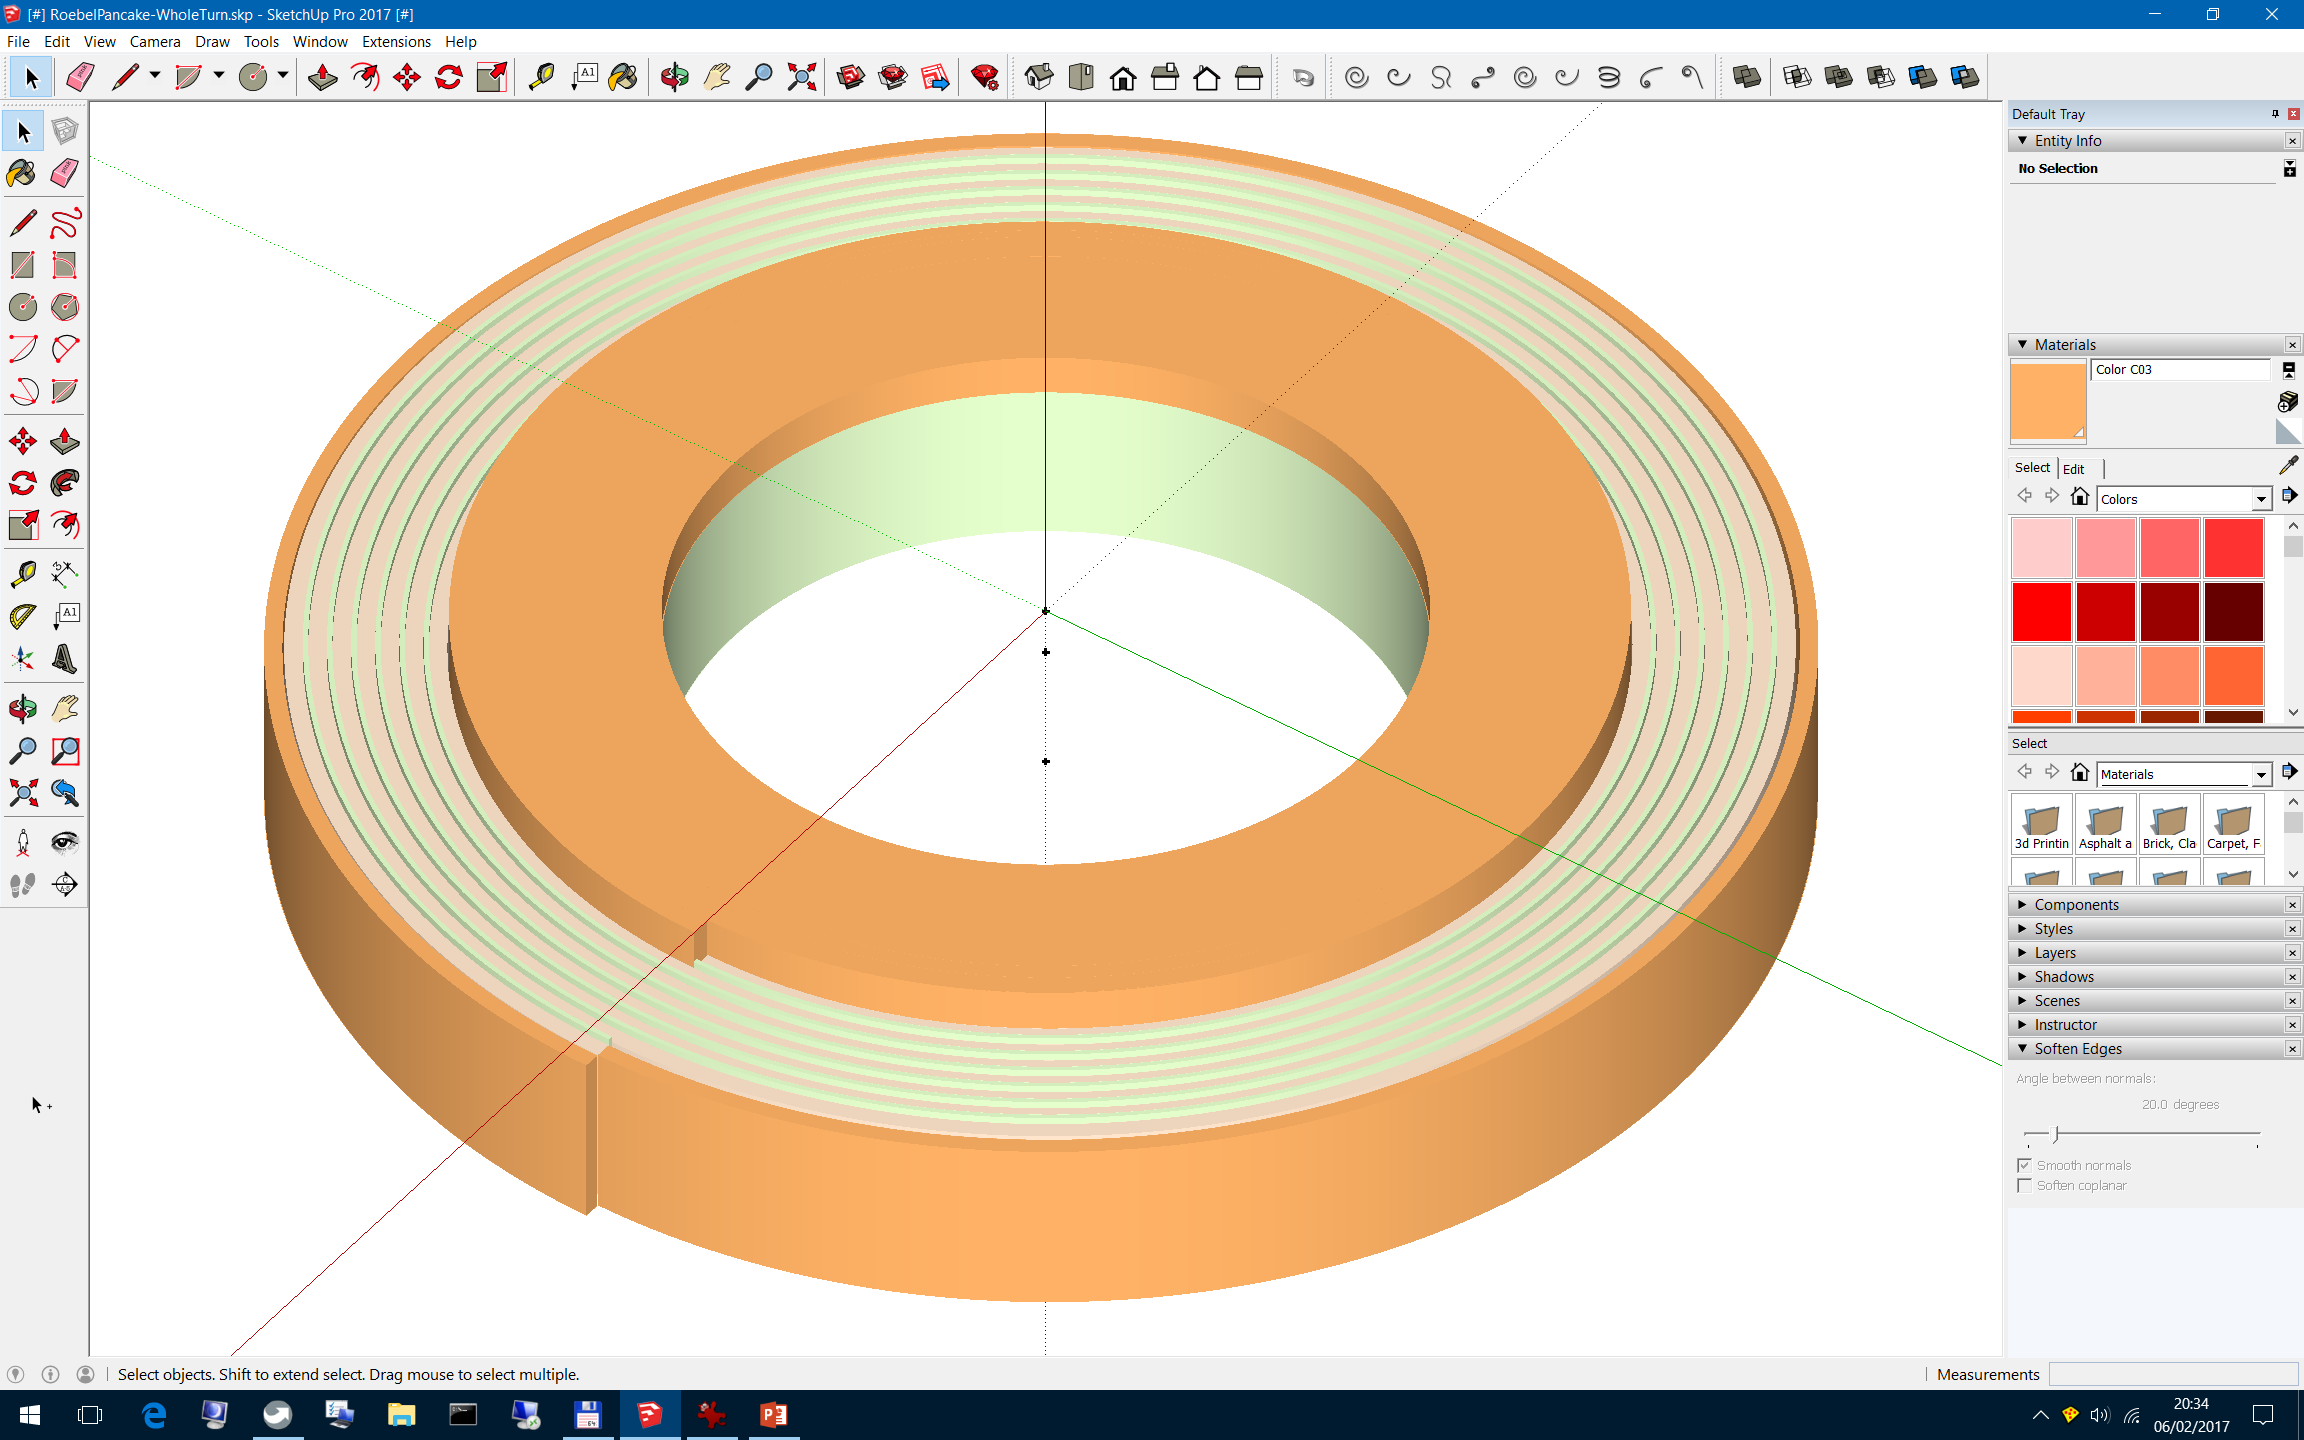 [#] RoebelPancake-WholeTurn.skp - SketchUp Pro 2017 [#]
File Edit View Camera Draw Tools Window Extensions Help
A1
Default Tray
Entity Info
No Selection
Materials
Color C03
Select Edit
Colors
A1
Select
Materials
3d Printin Asphalt a Brick, Cla Carpet, F
Components
Styles
Layers
Shadows
Scenes
Instructor
Soften Edges
Angle between normals:
20.0 degrees
Smooth normals
Soften coplanar
Select objects. Shift to extend select. Drag mouse to select multiple.
Measurements
20:34
06/02/2017